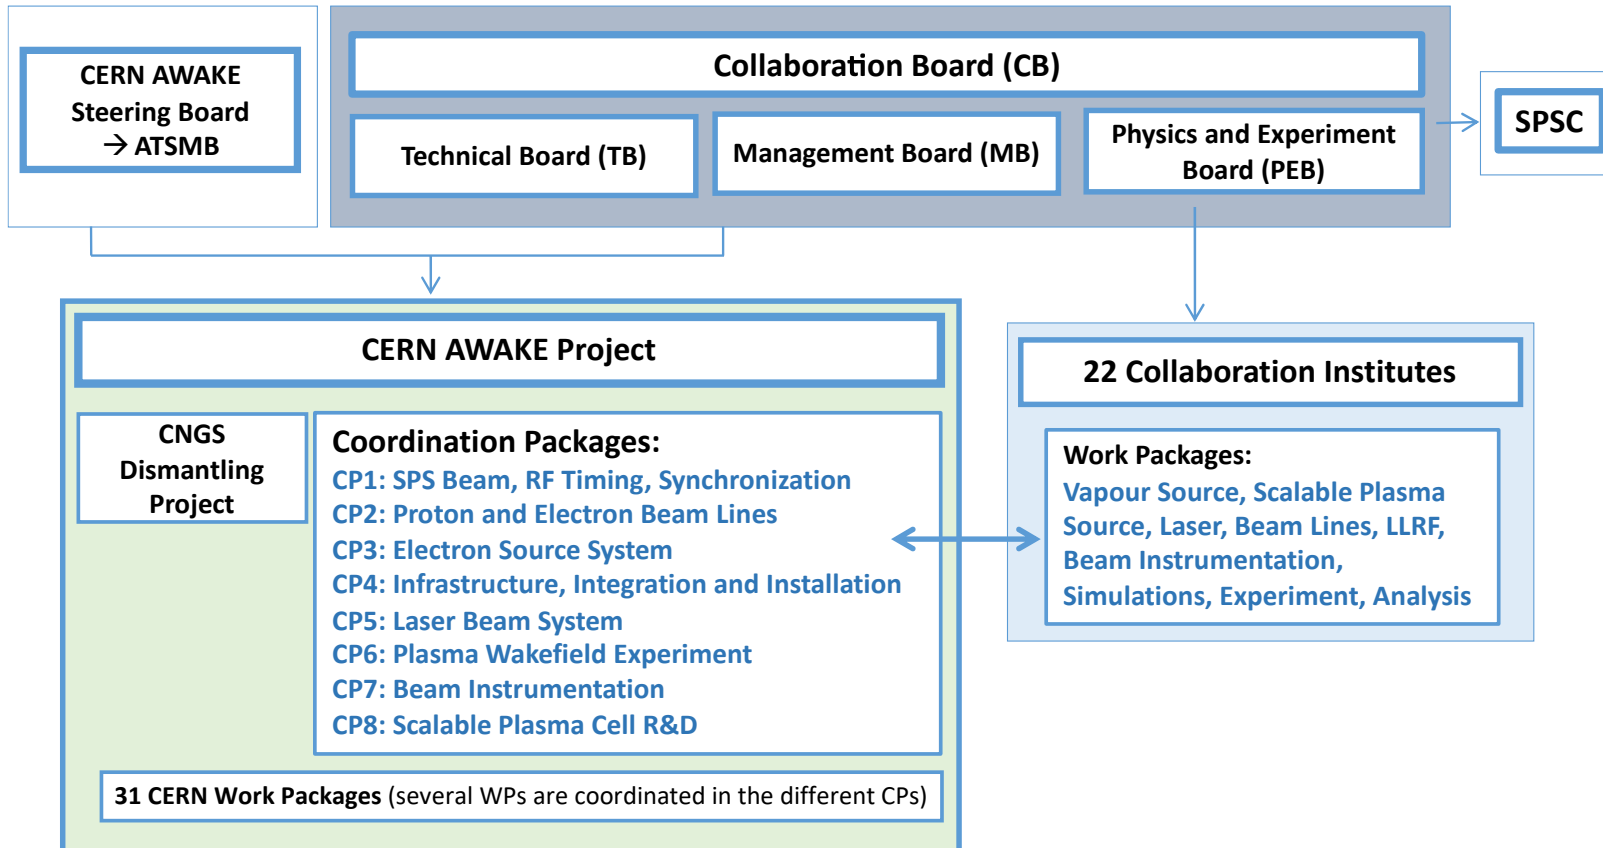 CERN AWAKE
Steering Board
→ ATSMB
Collaboration Board (CB)
Technical Board (TB)
Management Board (MB)
Physics and Experiment
Board (PEB)
SPSC
CERN AWAKE Project
CNGS
Dismantling
Project
Coordination Packages:
CP1: SPS Beam, RF Timing, Synchronization
CP2: Proton and Electron Beam Lines
CP3: Electron Source System
CP4: Infrastructure, Integration and Installation
CP5: Laser Beam System
CP6: Plasma Wakefield Experiment
CP7: Beam Instrumentation
CP8: Scalable Plasma Cell R&D
31 CERN Work Packages (several WPs are coordinated in the different CPs)
22 Collaboration Institutes
Work Packages:
Vapour Source, Scalable Plasma
Source, Laser, Beam Lines, LLRF,
Beam Instrumentation,
Simulations, Experiment, Analysis